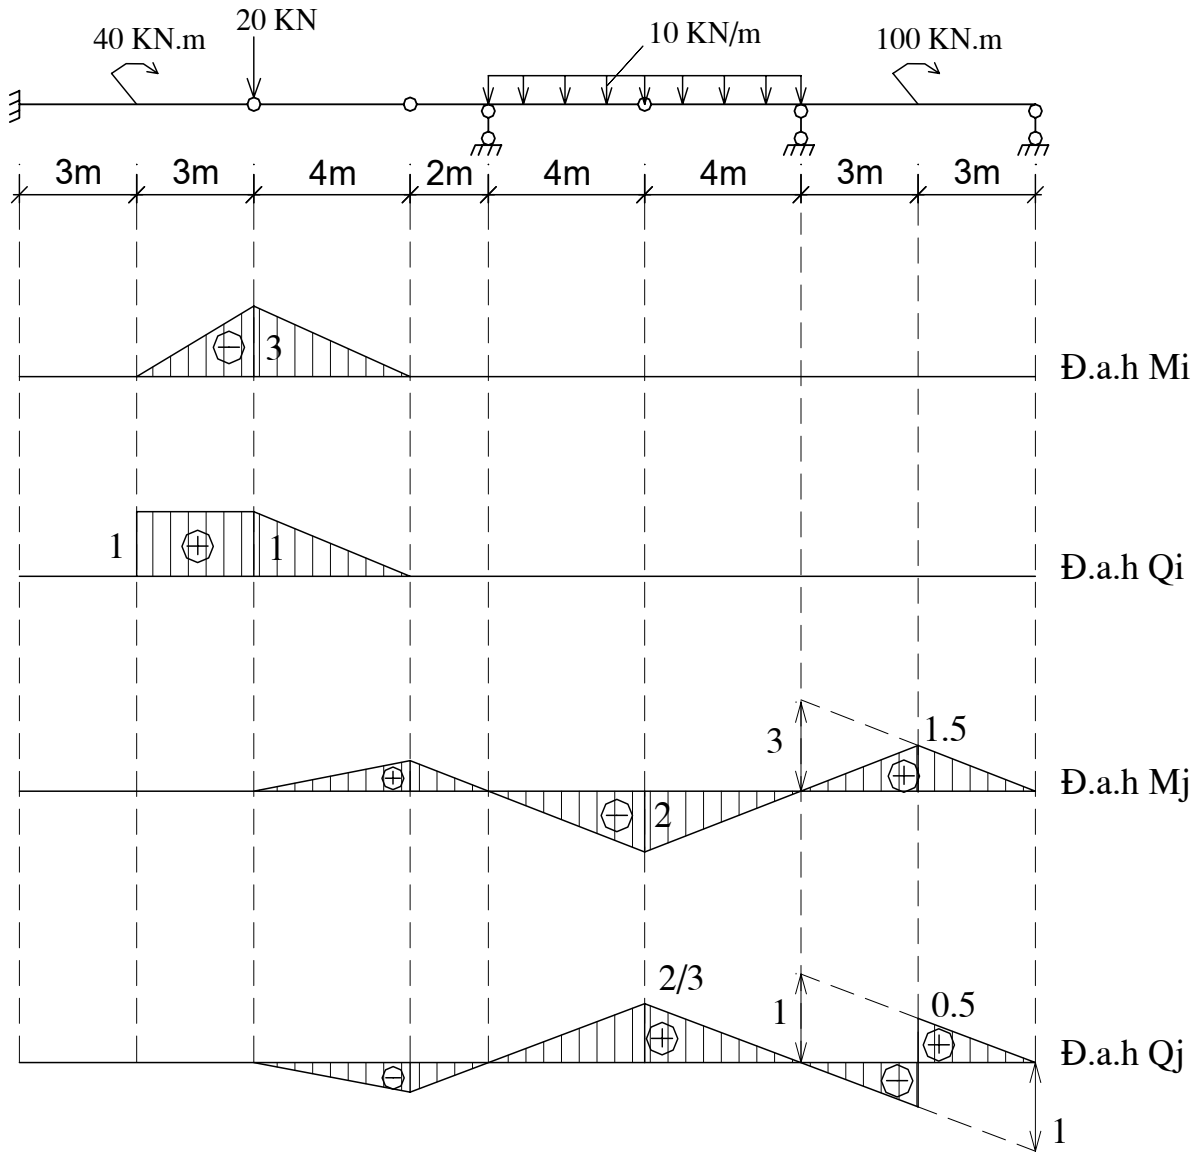 20 KN
40 KN.m
10 KN/m
100 KN.m
3m 3m 4m 2m 4m 4m 3m 3m
3
Đ.a.h Mi
1
1
Đ.a.h Qi
1.5
3
2
Đ.a.h Mj
2/3
0.5
1
Đ.a.h Qj
1